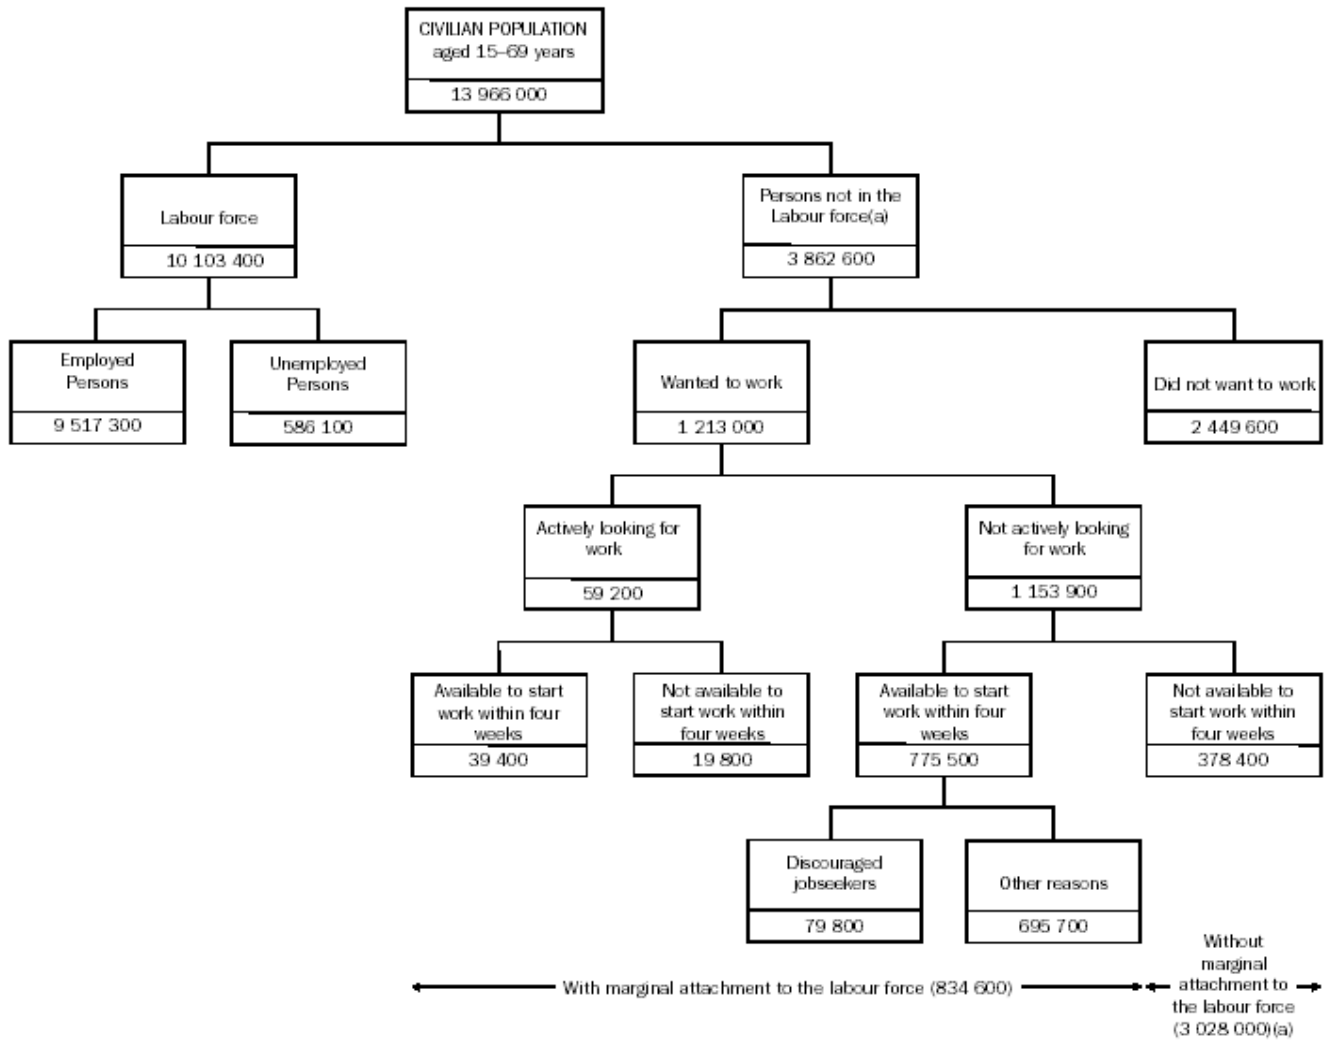 CIVILIAN POPULATION
aged 15–69 years
13 966 000
Labour force
10 103 400
Persons not in the
Labour force(a)
3 862 600
Employed
Persons
9 517 300
Unemployed
Persons
586 100
Wanted to work
1 213 000
Did not want to work
2 449 600
Actively looking for
work
59 200
Not actively looking
for work
1 153 900
Available to start
work within four
weeks
39 400
Not available to
start work within
four weeks
19 800
Available to start
work within four
weeks
775 500
Not available to
start work within
four weeks
378 400
Discouraged
jobseekers
79 800
Other reasons
695 700
With marginal attachment to the labour force (834 600)
Without
marginal
attachment to
the labour force
(3 028 000)(a)